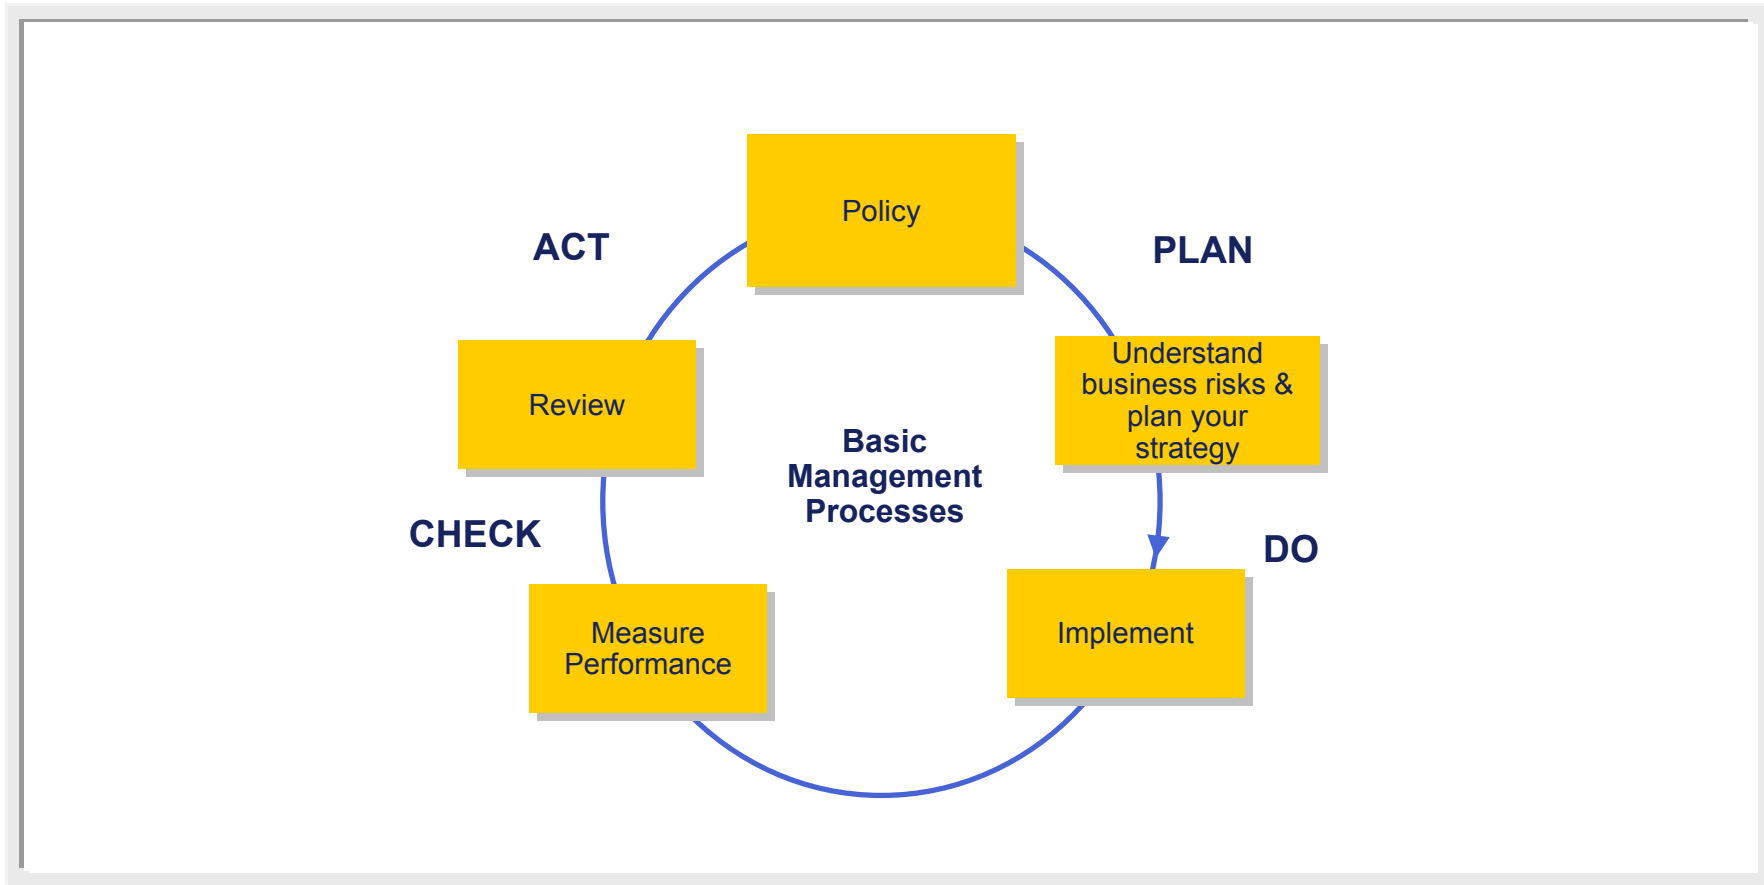 Policy
ACT
PLAN
Understand
business risks &
plan your
strategy
Review
Basic
Management
Processes
CHECK
DO
Measure
Performance
Implement